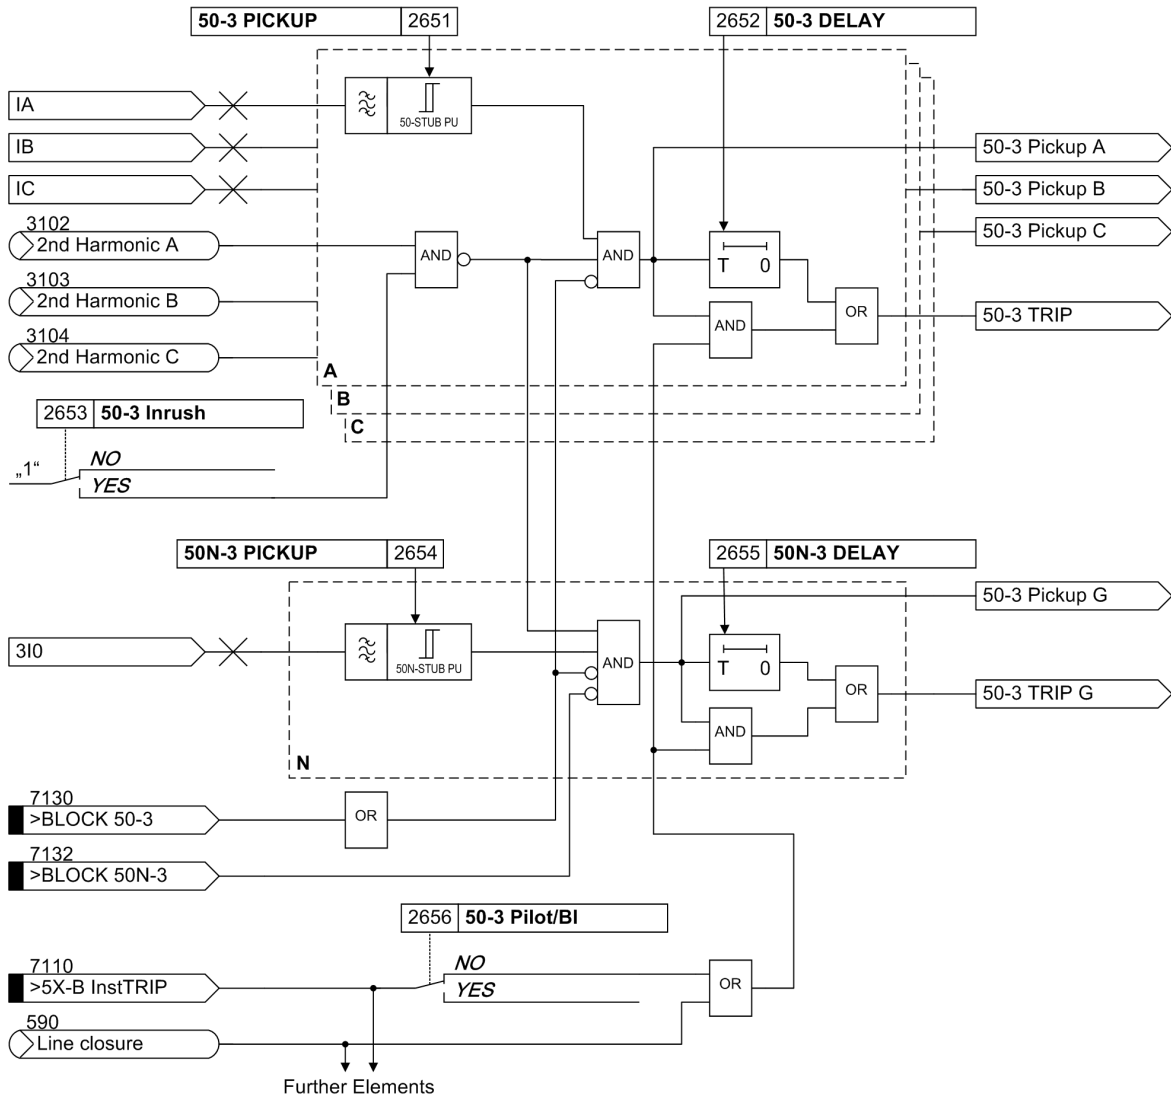 50-3 PICKUP 2651
2652 50-3 DELAY
IA
50-STUB PU
IB
50-3 Pickup A
IC
50-3 Pickup B
3102
2nd Harmonic A
50-3 Pickup C
AND
AND
T 0
3103
2nd Harmonic B
AND
OR
50-3 TRIP
3104
2nd Harmonic C
A
B
C
2653 50-3 Inrush
„1“
NO
YES
50N-3 PICKUP 2654
2655 50N-3 DELAY
50-3 Pickup G
3I0
50N-STUB PU
AND
T 0
OR
50-3 TRIP G
AND
N
7130
>BLOCK 50-3
OR
7132
>BLOCK 50N-3
2656 50-3 Pilot/BI
7110
>5X-B InstTRIP
NO
YES
OR
590
Line closure
Further Elements